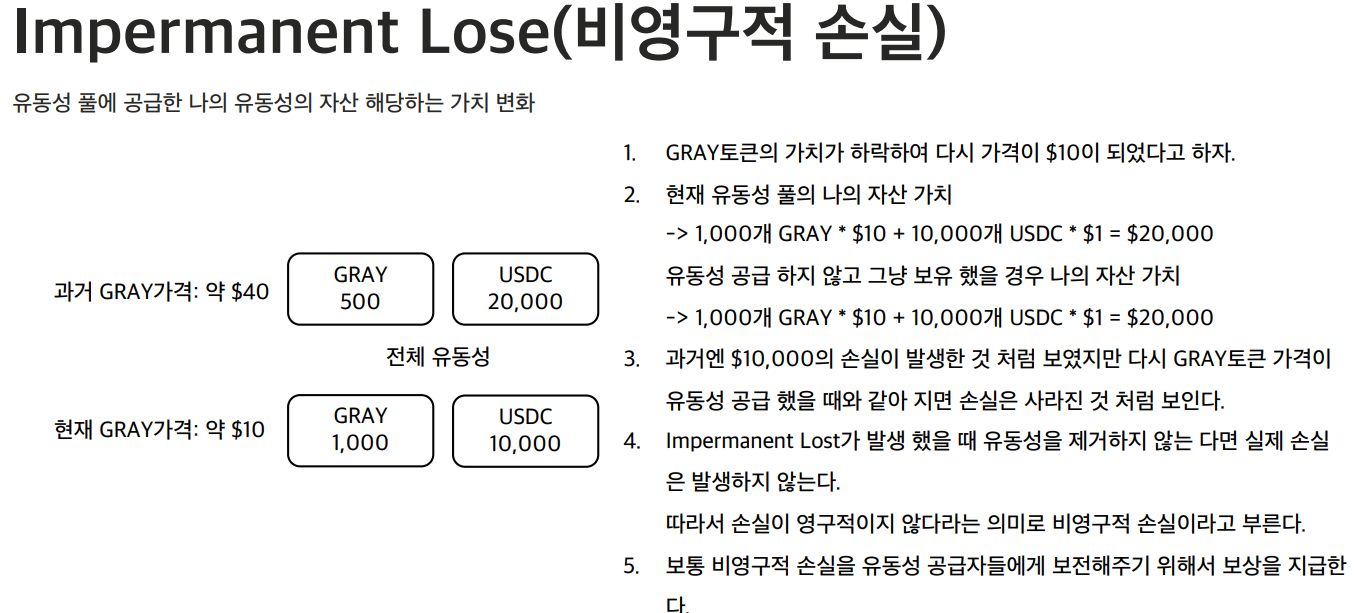 Impermanent Lose(비영구적 손실)
유동성 풀에 공급한 나의 유동성의 자산 해당하는 가치 변화
과거 GRAY가격: 약 $40
GRAY
500
USDC
20,000
전체 유동성
현재 GRAY가격: 약 $10
GRAY
1,000
USDC
10,000
1. GRAY토큰의 가치가 하락하여 다시 가격이 $10이 되었다고 하자.
2. 현재 유동성 풀의 나의 자산 가치
-> 1,000개 GRAY * $10 + 10,000개 USDC * $1 = $20,000
유동성 공급 하지 않고 그냥 보유 했을 경우 나의 자산 가치
-> 1,000개 GRAY * $10 + 10,000개 USDC * $1 = $20,000
3. 과거엔 $10,000의 손실이 발생한 것 처럼 보였지만 다시 GRAY토큰 가격이
유동성 공급 했을 때와 같아 지면 손실은 사라진 것 처럼 보인다.
4. Impermanent Lost가 발생 했을 때 유동성을 제거하지 않는 다면 실제 손실
은 발생하지 않는다.
따라서 손실이 영구적이지 않다라는 의미로 비영구적 손실이라고 부른다.
5. 보통 비영구적 손실을 유동성 공급자들에게 보전해주기 위해서 보상을 지급한
다.